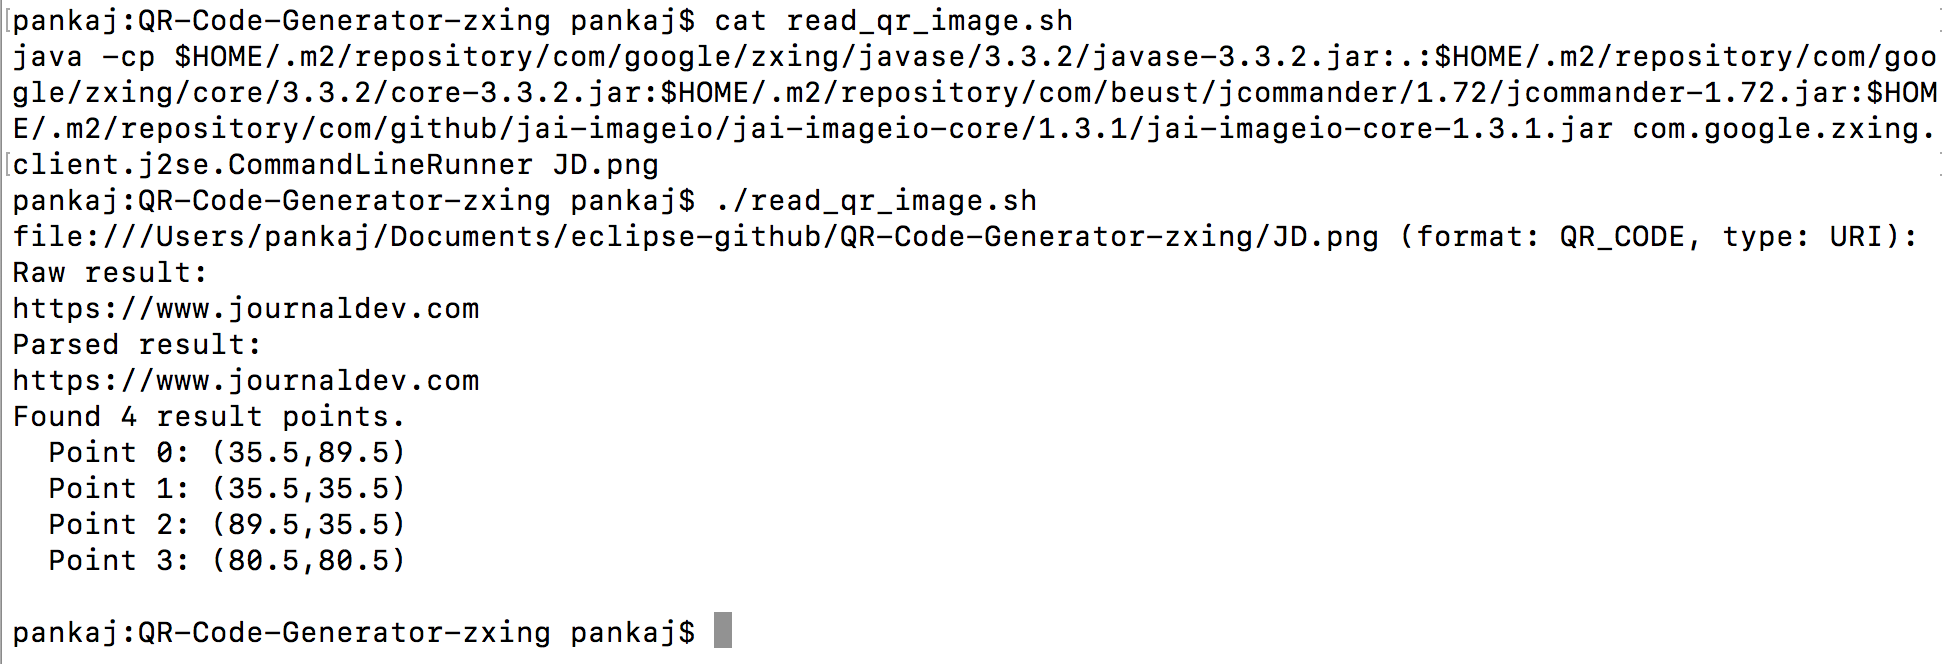 pankaj:QR-Code-Generator-zxing pankaj$ cat read_qr_image.sh
java -cp $HOME/.m2/repository/com/google/zxing/javase/3.3.2/javase-3.3.2.jar:.:$HOME/.m2/repository/com/goo
gle/zxing/core/3.3.2/core-3.3.2.jar:$HOME/.m2/repository/com/beust/jcommander/1.72/jcommander-1.72.jar:$HOM
E/.m2/repository/com/github/jai-imageio/jai-imageio-core/1.3.1/jai-imageio-core-1.3.1.jar com.google.zxing.
client.j2se.CommandLineRunner JD.png
pankaj:QR-Code-Generator-zxing pankaj$ ./read_qr_image.sh
file:///Users/pankaj/Documents/eclipse-github/QR-Code-Generator-zxing/JD.png (format: QR_CODE, type: URI):
Raw result:
https://www.journaldev.com
Parsed result:
https://www.journaldev.com
Found 4 result points.
  Point 0: (35.5,89.5)
  Point 1: (35.5,35.5)
  Point 2: (89.5,35.5)
  Point 3: (80.5,80.5)

pankaj:QR-Code-Generator-zxing pankaj$